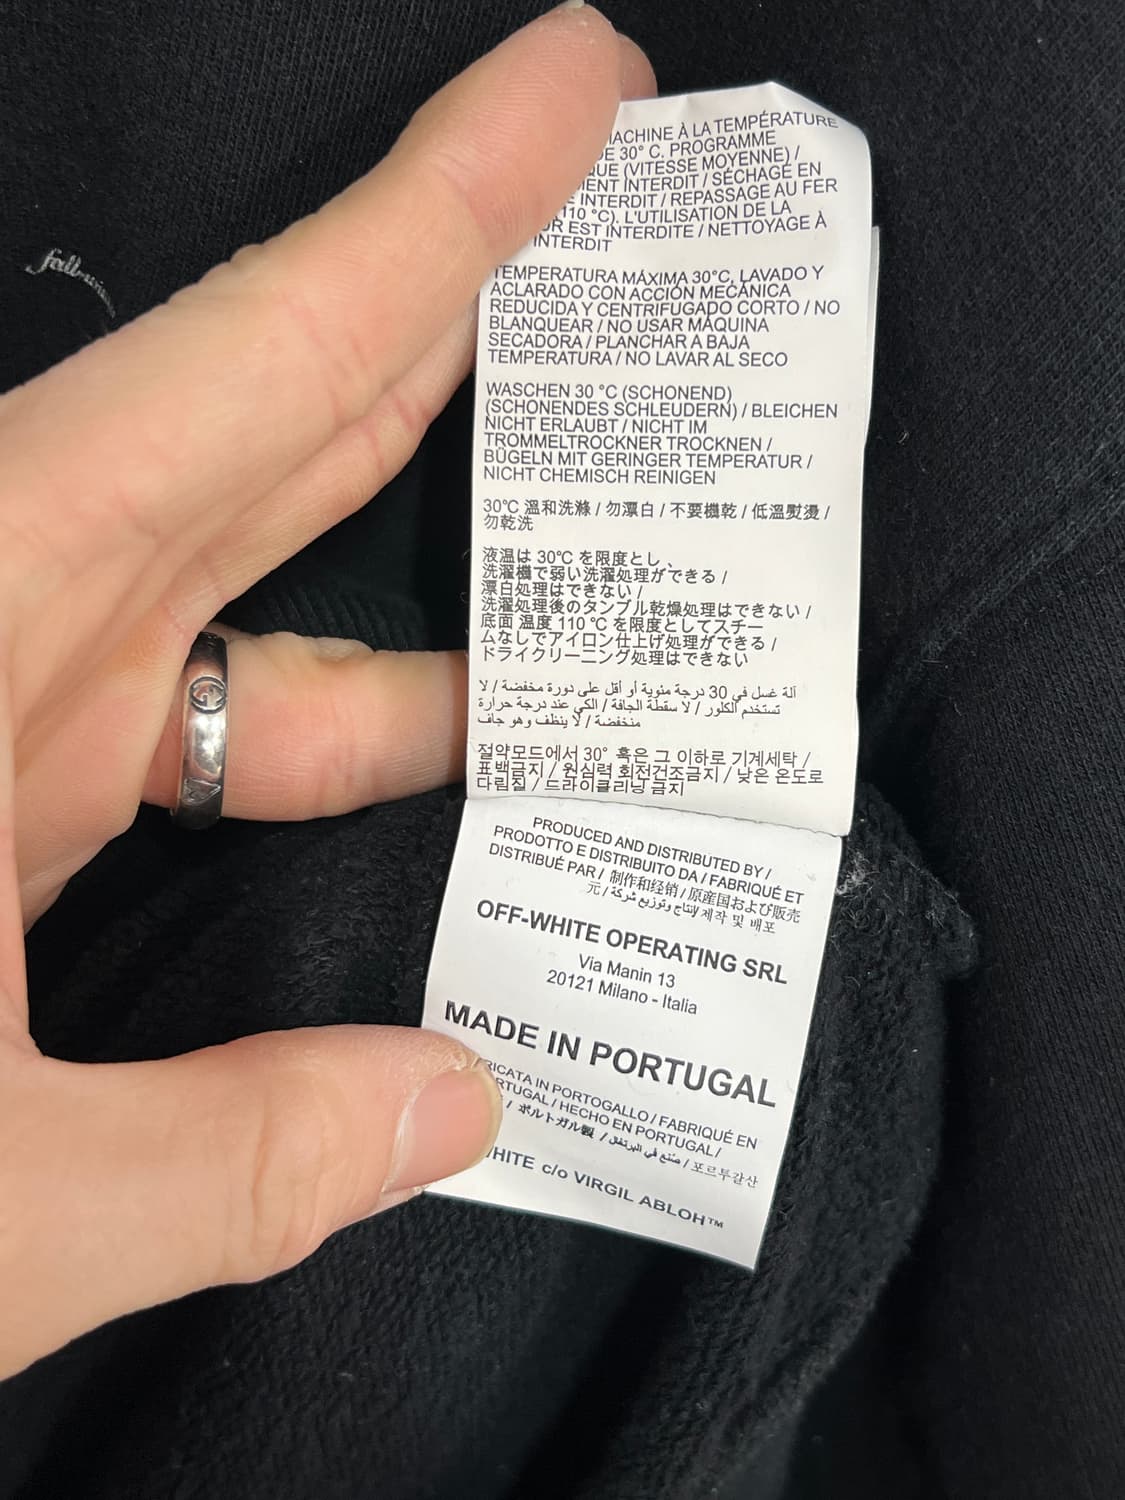 MACHINE À LA TEMPÉRATURE
DE 30° C, PROGRAMME
(VITESSE MOYENNE) /
INTERDIT / SÉCHAGE EN
INTERDIT / REPASSAGE AU FER
110 °C). L'UTILISATION DE LA
EST INTERDITE / NETTOYAGE À
INTERDIT
TEMPERATURA MÁXIMA 30°C, LAVADO Y
ACLARADO CON ACCIÓN MECÁNICA
REDUCIDA Y CENTRIFUGADO CORTO / NO
BLANQUEAR / NO USAR MÁQUINA
SECADORA / PLANCHAR A BAJA
TEMPERATURA / NO LAVAR AL SECO
WASCHEN 30 °C (SCHONEND)
(SCHONENDES SCHLEUDERN) / BLEICHEN
NICHT ERLAUBT / NICHT IM
TROMMELTROCKNER TROCKNEN /
BÜGELN MIT GERINGER TEMPERATUR /
NICHT CHEMISCH REINIGEN
30°C 溫和洗滌 / 勿漂白 / 不要機乾 / 低溫熨燙 /
勿乾洗
液温は 30℃ を限度とし、
洗濯機で弱い洗濯処理ができる /
漂白処理はできない /
洗濯処理後のタンブル乾燥処理はできない /
底面 温度 110 ℃ を限度としてスチー
ムなしでアイロン仕上げ処理ができる /
ドライクリーニング処理はできない
آلة غسل في 30 درجة مئوية أو أقل على دورة مخفضة / لا
تستخدم الكلور / لا سقطة الجافة / الكي عند درجة حرارة
منخفضة / لا ينظف وهو جاف
절약모드에서 30° 혹은 그 이하로 기계세탁 /
표백금지 / 원심력 회전건조금지 / 낮은 온도로
다림질 / 드라이클리닝 금지
PRODUCED AND DISTRIBUTED BY /
PRODOTTO E DISTRIBUITO DA / FABRIQUÉ ET
DISTRIBUÉ PAR / 制作和经销 / 原産国および販売
元 / إنتاج وتوزيع شركة / 제작 및 배포
OFF-WHITE OPERATING SRL
Via Manin 13
20121 Milano - Italia
MADE IN PORTUGAL
IN PORTOGALLO / FABRIQUÉ EN
/ HECHO EN PORTUGAL /
/ ポルトガル製 / صنع في البرتغال / 포르투갈산
WHITE c/o VIRGIL ABLOH™